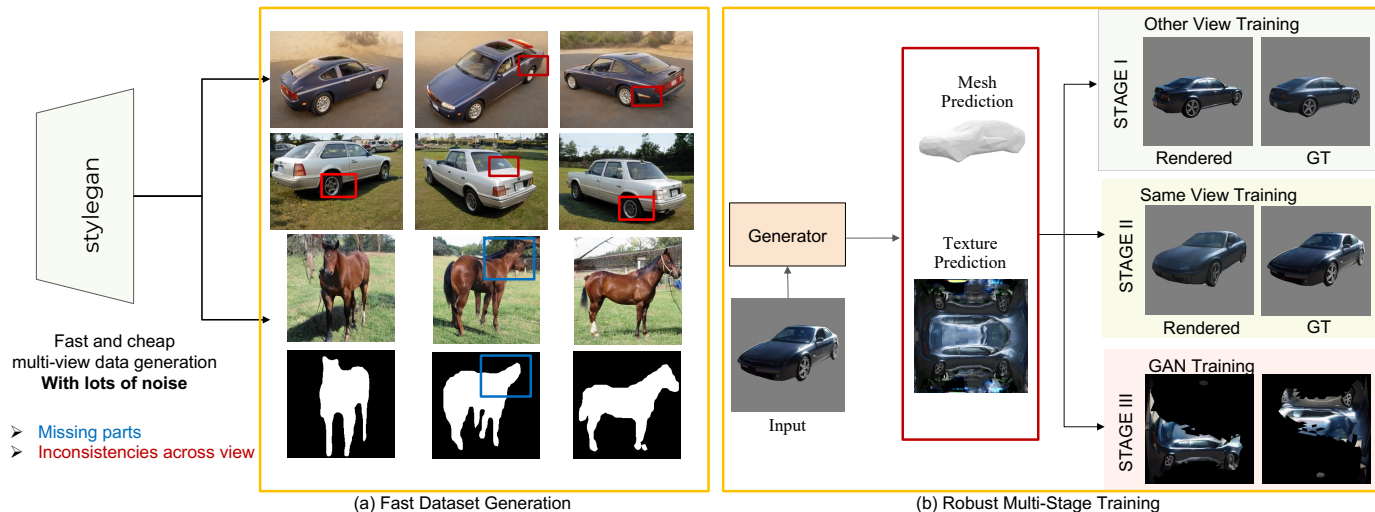 stylegan
Fast and cheap
multi-view data generation
With lots of noise
➢ Missing parts
➢ Inconsistencies across view
(a) Fast Dataset Generation
Generator
Input
Mesh
Prediction
Texture
Prediction
STAGE I
Other View Training
Rendered
GT
STAGE II
Same View Training
Rendered
GT
STAGE III
GAN Training
(b) Robust Multi-Stage Training